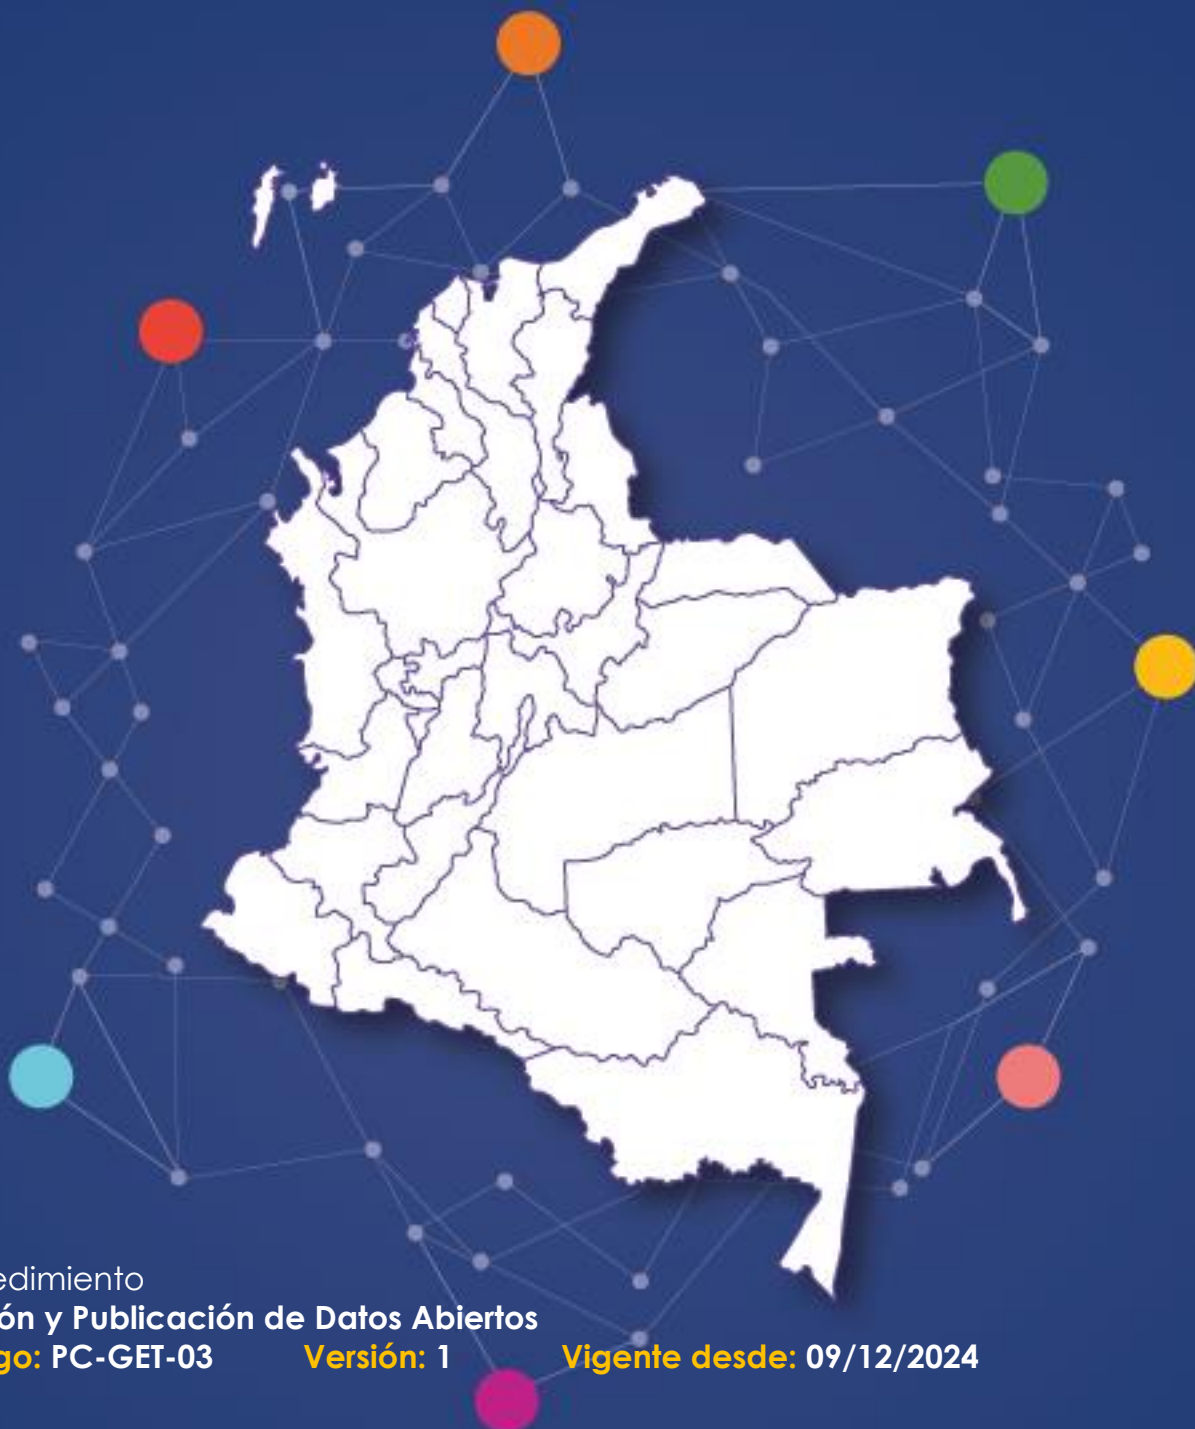 edimiento
ón y Publicación de Datos Abiertos
go: PC-GET-03 Versión: 1 Vigente desde: 09/12/2024